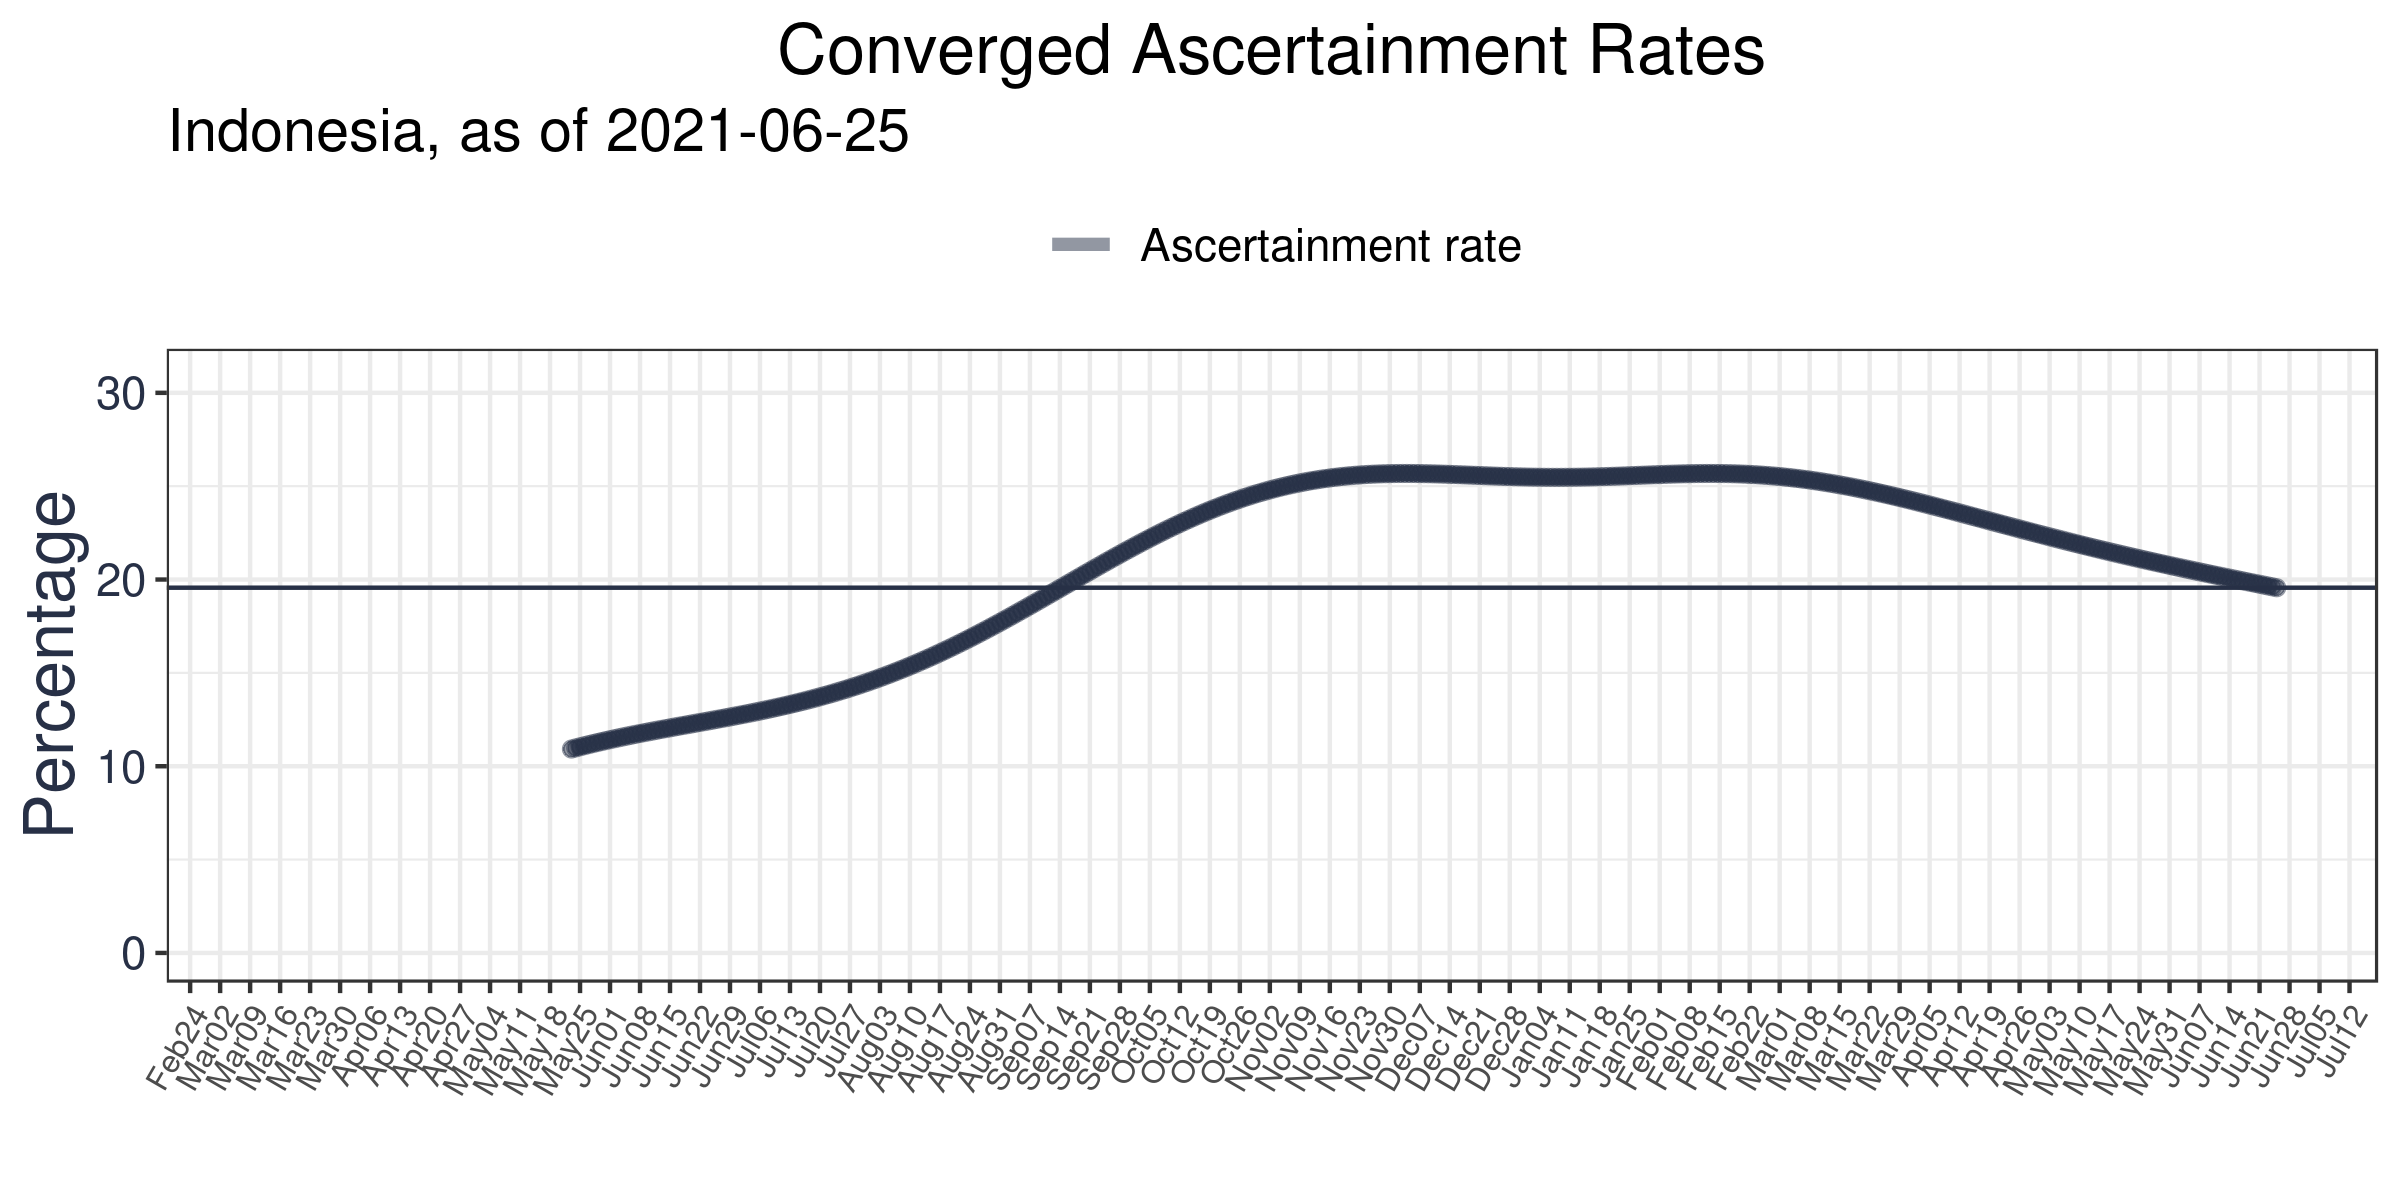 Converged Ascertainment Rates
Indonesia, as of 2021-06-25
Ascertainment rate
Percentage
30
20
10
0
Feb24 Mar02 Mar09 Mar16 Mar23 Mar30 Apr06 Apr13 Apr20 Apr27 May04 May11 May18 May25 Jun01 Jun08 Jun15 Jun22 Jun29 Jul06 Jul13 Jul20 Jul27 Aug03 Aug10 Aug17 Aug24 Aug31 Sep07 Sep14 Sep21 Sep28 Oct05 Oct12 Oct19 Oct26 Nov02 Nov09 Nov16 Nov23 Nov30 Dec07 Dec14 Dec21 Dec28 Jan04 Jan11 Jan18 Jan25 Feb01 Feb08 Feb15 Feb22 Mar01 Mar08 Mar15 Mar22 Mar29 Apr05 Apr12 Apr19 Apr26 May03 May10 May17 May24 May31 Jun07 Jun14 Jun21 Jun28 Jul05 Jul12